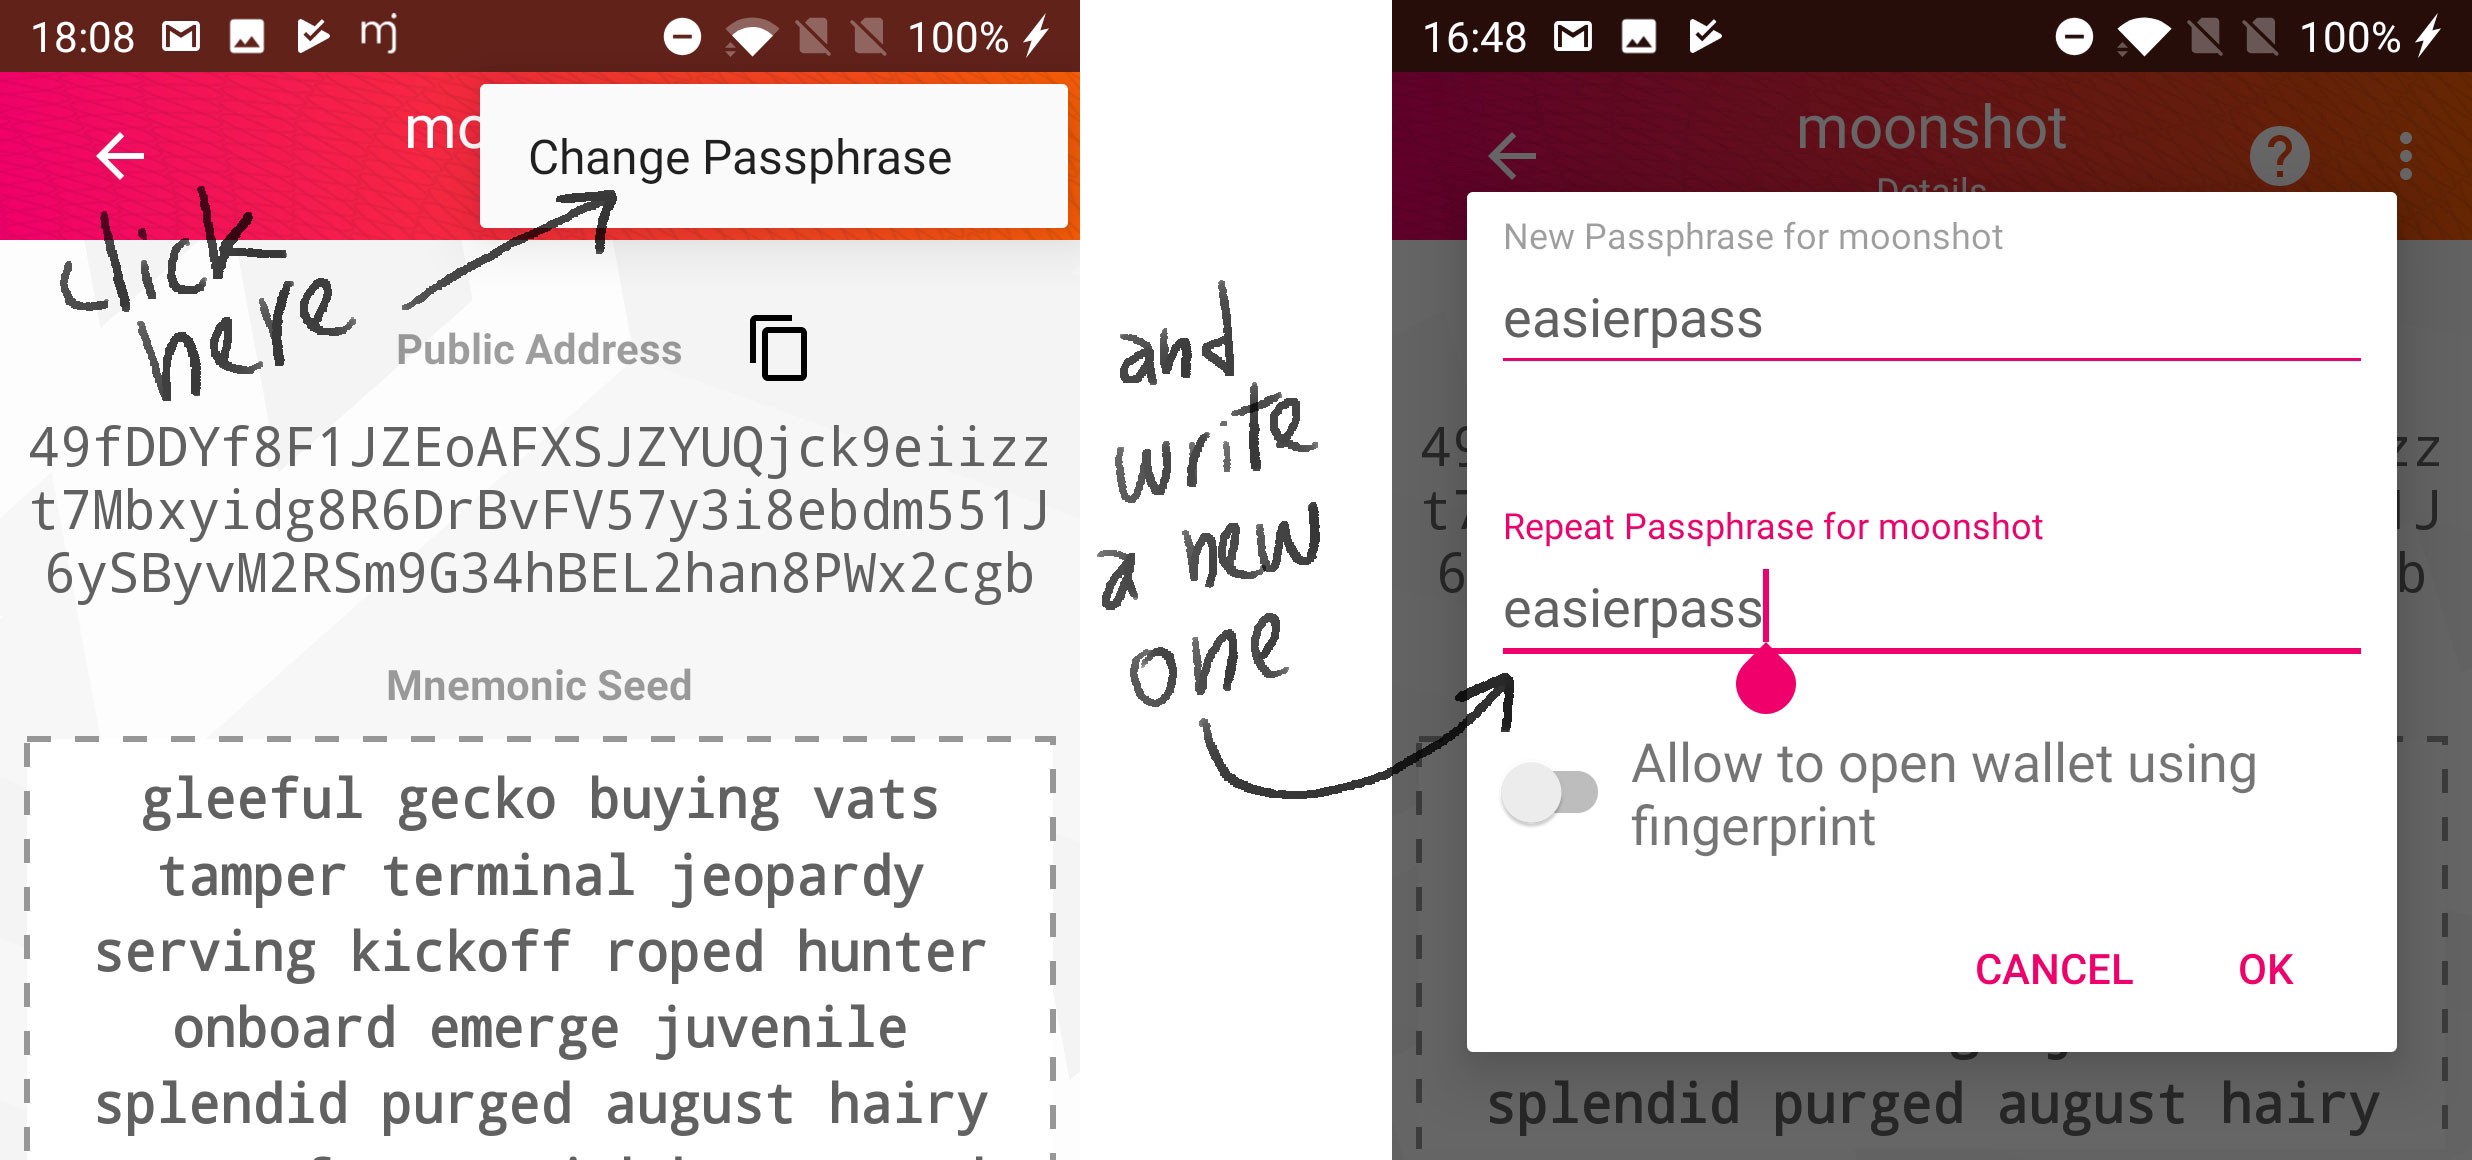 18:08 mj 100%
mo
Change Passphrase
click
here
Public Address
49fDDYf8F1JZEoAFXSJZYUQjck9eiizz
t7Mbxyidg8R6DrBvFV57y3i8ebdm551J
6ySByvM2RSm9G34hBEL2han8PWx2cgb
Mnemonic Seed
gleeful gecko buying vats
tamper terminal jeopardy
serving kickoff roped hunter
onboard emerge juvenile
splendid purged august hairy
and
write
a new
one
16:48 100%
moonshot
Details
New Passphrase for moonshot
easierpass
Repeat Passphrase for moonshot
easierpass
Allow to open wallet using
fingerprint
CANCEL OK
49 zz
t7 1J
6 b
splendid purged august hairy